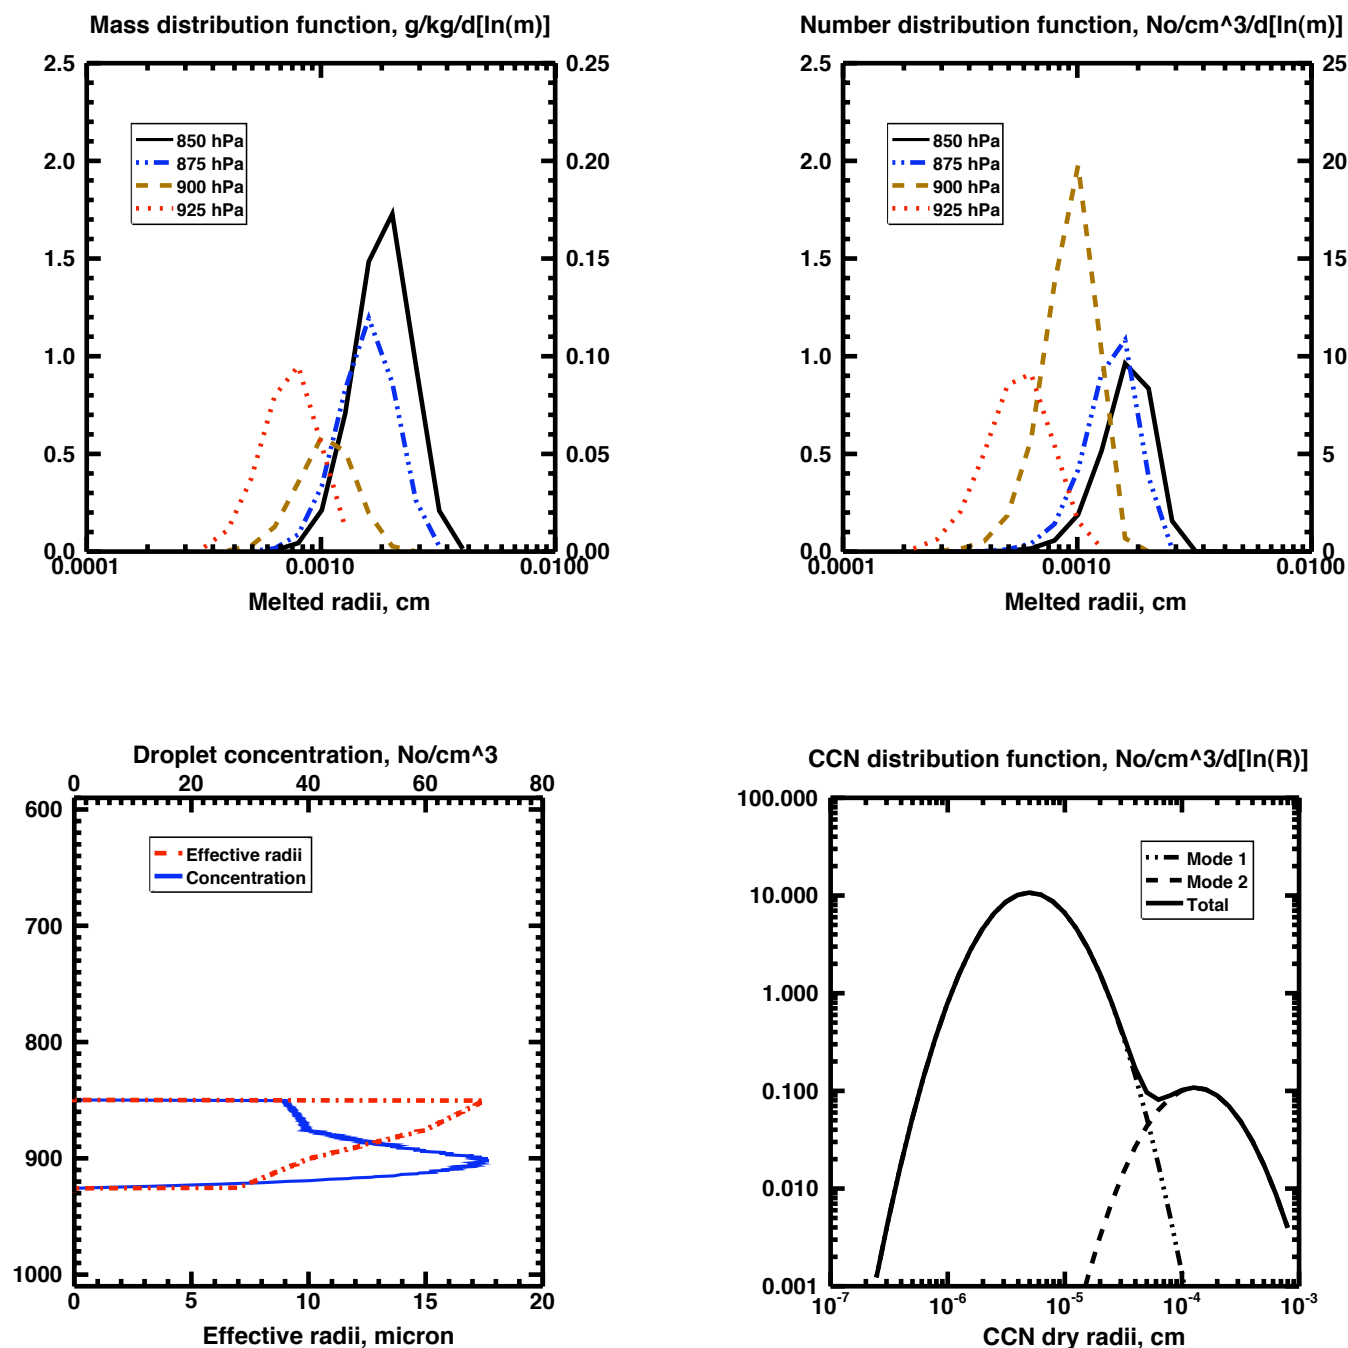 Mass distribution function, g/kg/d[ln(m)]
2.5
2.0
1.5
1.0
0.5
0.0
0.25
0.20
0.15
0.10
0.05
0.00
850 hPa
875 hPa
900 hPa
925 hPa
0.0001
0.0010
0.0100
Melted radii, cm
Number distribution function, No/cm^3/d[ln(m)]
2.5
2.0
1.5
1.0
0.5
0.0
25
20
15
10
5
0
850 hPa
875 hPa
900 hPa
925 hPa
0.0001
0.0010
0.0100
Melted radii, cm
Droplet concentration, No/cm^3
0 20 40 60 80
600
700
800
900
1000
Effective radii
Concentration
0 5 10 15 20
Effective radii, micron
CCN distribution function, No/cm^3/d[ln(R)]
100.000
10.000
1.000
0.100
0.010
0.001
Mode 1
Mode 2
Total
10^-7 10^-6 10^-5 10^-4 10^-3
CCN dry radii, cm